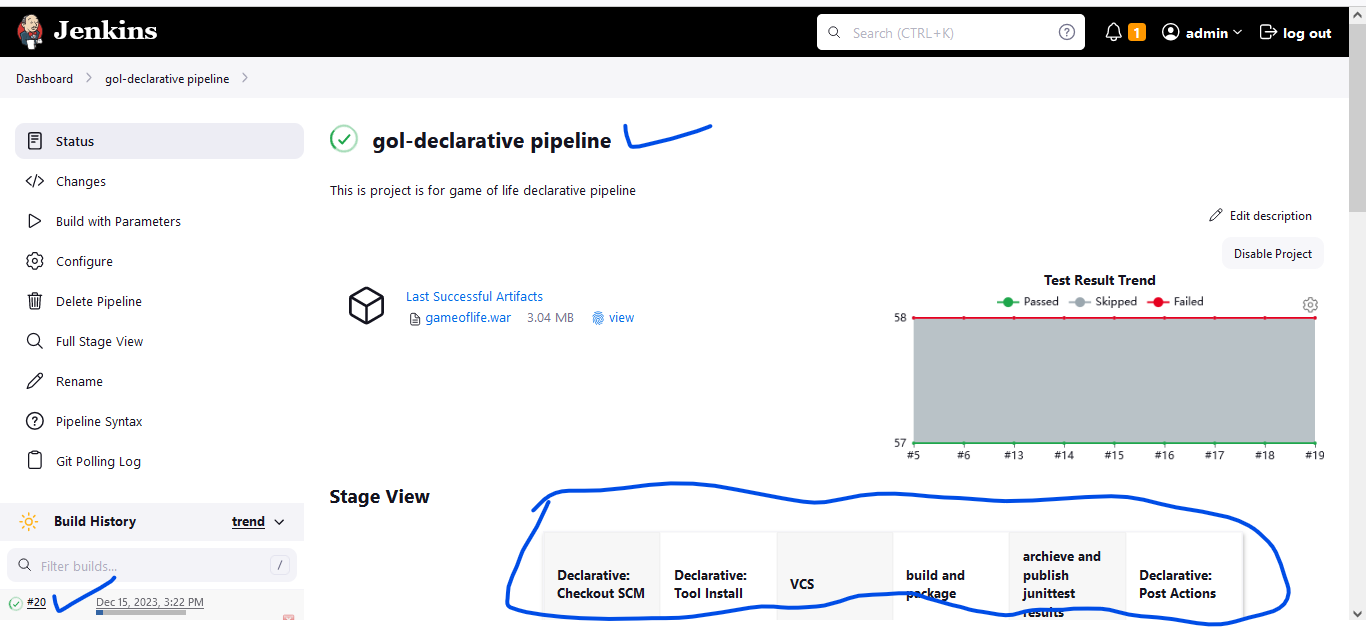 Jenkins
Search (CTRL+K)
1
admin
log out
Dashboard
gol-declarative pipeline
Status
Changes
Build with Parameters
Configure
Delete Pipeline
Full Stage View
Rename
Pipeline Syntax
Git Polling Log
Build History
trend
Filter builds...
/
#20
Dec 15, 2023, 3:22 PM
gol-declarative pipeline
This is project is for game of life declarative pipeline
Edit description
Disable Project
Last Successful Artifacts
gameoflife.war 3.04 MB view
Test Result Trend
Passed Skipped Failed
58
57
#5 #6 #13 #14 #15 #16 #17 #18 #19
Stage View
Declarative:
Checkout SCM
Declarative:
Tool Install
VCS
build and
package
archieve and
publish
junittest
results
Declarative:
Post Actions